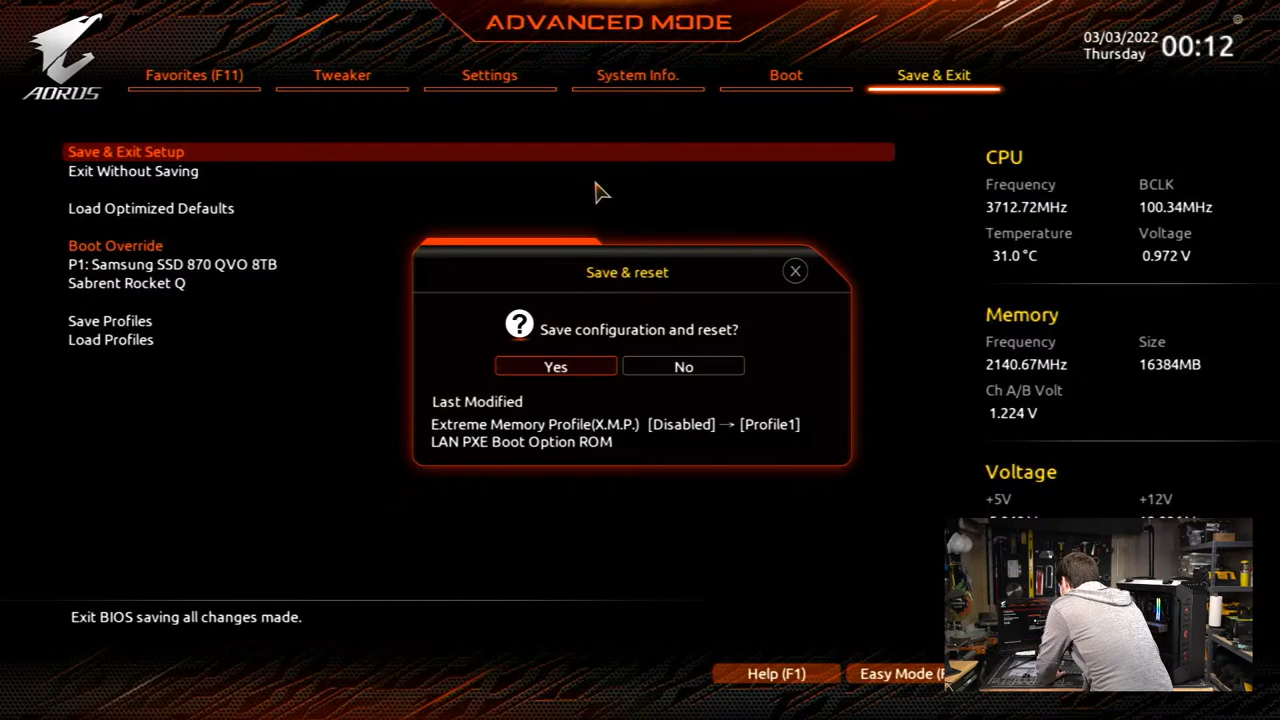 ADVANCED MODE
03/03/2022
Thursday
00:12
AORUS
Favorites (F11)
Tweaker
Settings
System Info.
Boot
Save & Exit
Save & Exit Setup
Exit Without Saving
Load Optimized Defaults
Boot Override
P1: Samsung SSD 870 QVO 8TB
Sabrent Rocket Q
Save Profiles
Load Profiles
Save & reset
Save configuration and reset?
Yes
No
Last Modified
Extreme Memory Profile(X.M.P.) [Disabled] → [Profile1]
LAN PXE Boot Option ROM
CPU
Frequency BCLK
3712.72MHz 100.34MHz
Temperature Voltage
31.0 °C 0.972 V
Memory
Frequency Size
2140.67MHz 16384MB
Ch A/B Volt
1.224 V
Voltage
+5V +12V
Exit BIOS saving all changes made.
Help (F1)
Easy Mode (